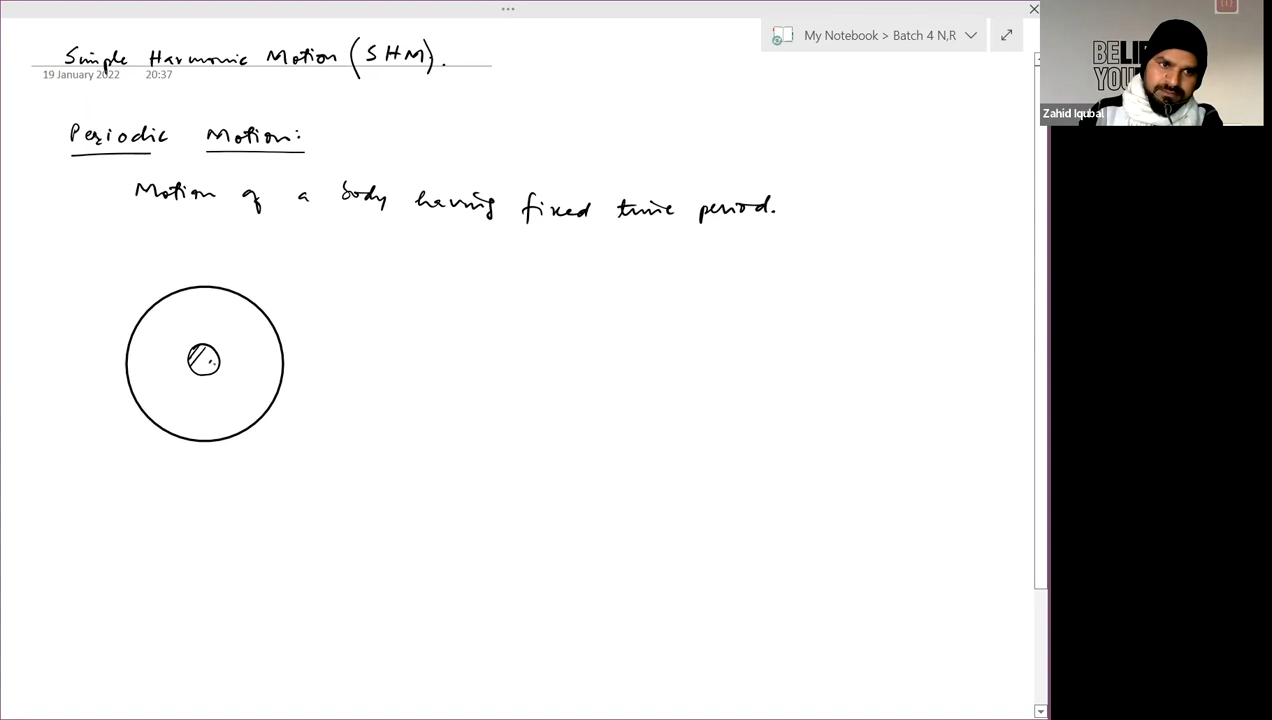 My Notebook > Batch 4 N,R
Simple Harmonic Motion (SHM).
19 January 2022 20:37
Periodic Motion:
Motion of a body having fixed time period.
Zahid Iqubal